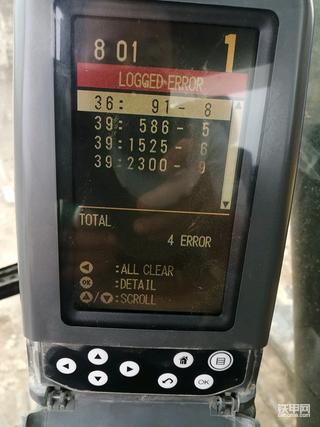 8 01 1
LOGGED ERROR
36: 91- 8
39: 586- 5
39:1525- 6
39:2300- 9
TOTAL
4 ERROR
:ALL CLEAR
OK :DETAIL
/ :SCROLL
OK
铁甲网